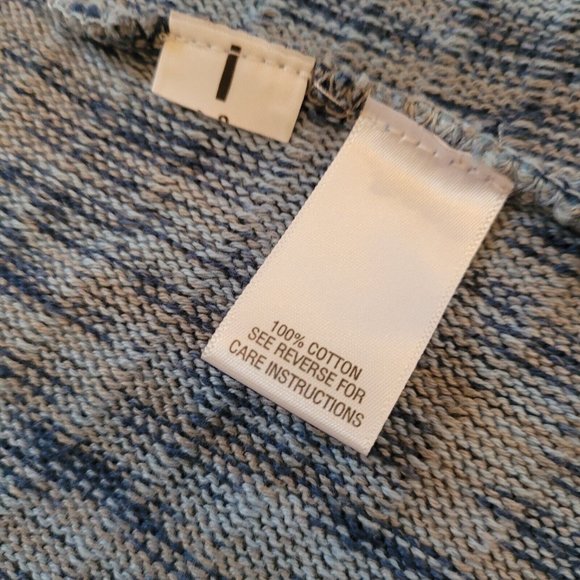 100% COTTON
SEE REVERSE FOR
CARE INSTRUCTIONS